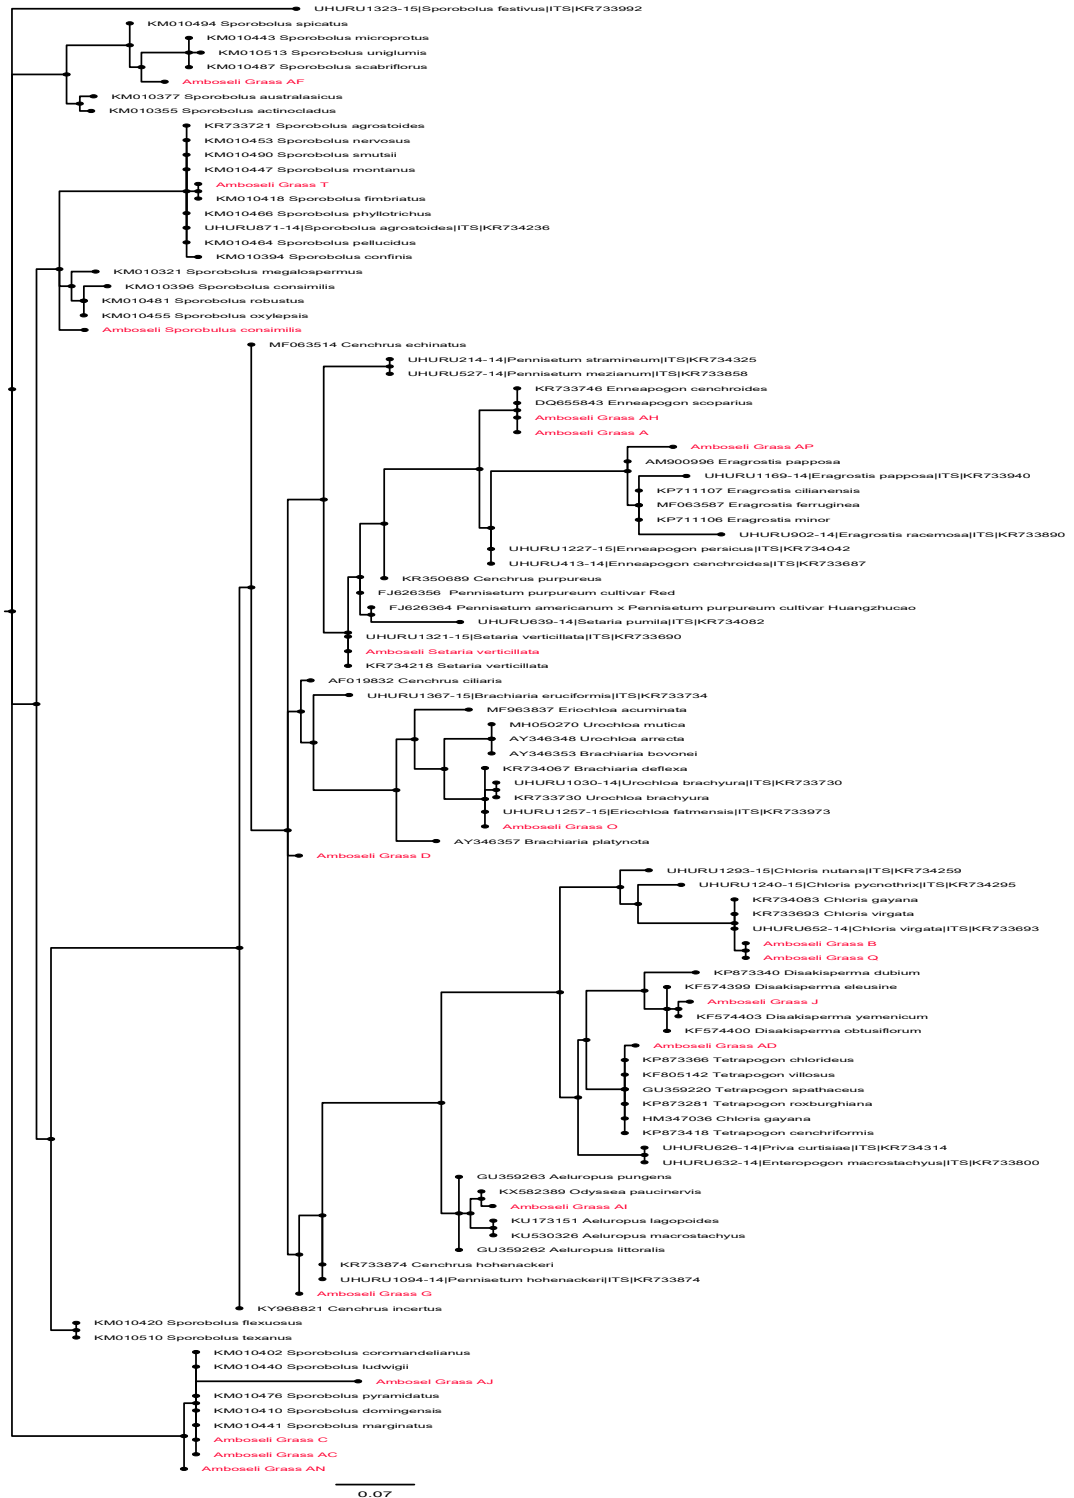 UHURU1323-15|Sporobolus festivus|ITS|KR733992
KM010494 Sporobolus spicatus
KM010443 Sporobolus microprotus
KM010513 Sporobolus uniglumis
KM010487 Sporobolus scabriflorus
Amboseli Grass AF
KM010377 Sporobolus australasicus
KM010355 Sporobolus actinocladus
KR733721 Sporobolus agrostoides
KM010453 Sporobolus nervosus
KM010490 Sporobolus smutsii
KM010447 Sporobolus montanus
Amboseli Grass T
KM010418 Sporobolus fimbriatus
KM010466 Sporobolus phyllotrichus
UHURU871-14|Sporobolus agrostoides|ITS|KR734236
KM010464 Sporobolus pellucidus
KM010394 Sporobolus confinis
KM010321 Sporobolus megalospermus
KM010396 Sporobolus consimilis
KM010481 Sporobolus robustus
KM010455 Sporobolus oxylepsis
Amboseli Sporobulus consimilis
MF063514 Cenchrus echinatus
UHURU214-14|Pennisetum stramineum|ITS|KR734325
UHURU527-14|Pennisetum mezianum|ITS|KR733858
KR733746 Enneapogon cenchroides
DQ655843 Enneapogon scoparius
Amboseli Grass AH
Amboseli Grass A
Amboseli Grass AP
AM900996 Eragrostis papposa
UHURU1169-14|Eragrostis papposa|ITS|KR733940
KP711107 Eragrostis cilianensis
MF063587 Eragrostis ferruginea
KP711106 Eragrostis minor
UHURU902-14|Eragrostis racemosa|ITS|KR733890
UHURU1227-15|Enneapogon persicus|ITS|KR734042
UHURU413-14|Enneapogon cenchroides|ITS|KR733687
KR350689 Cenchrus purpureus
FJ626356 Pennisetum purpureum cultivar Red
FJ626364 Pennisetum americanum x Pennisetum purpureum cultivar Huangzhucao
UHURU639-14|Setaria pumila|ITS|KR734082
UHURU1321-15|Setaria verticillata|ITS|KR733690
Amboseli Setaria verticillata
KR734218 Setaria verticillata
AF019832 Cenchrus ciliaris
UHURU1367-15|Brachiaria eruciformis|ITS|KR733734
MF963837 Eriochloa acuminata
MH050270 Urochloa mutica
AY346348 Urochloa arrecta
AY346353 Brachiaria bovonei
KR734067 Brachiaria deflexa
UHURU1030-14|Urochloa brachyura|ITS|KR733730
KR733730 Urochloa brachyura
UHURU1257-15|Eriochloa fatmensis|ITS|KR733973
Amboseli Grass O
AY346357 Brachiaria platynota
Amboseli Grass D
UHURU1293-15|Chloris nutans|ITS|KR734259
UHURU1240-15|Chloris pycnothrix|ITS|KR734295
KR734083 Chloris gayana
KR733693 Chloris virgata
UHURU652-14|Chloris virgata|ITS|KR733693
Amboseli Grass B
Amboseli Grass Q
KP873340 Disakisperma dubium
KF574399 Disakisperma eleusine
Amboseli Grass J
KF574403 Disakisperma yemenicum
KF574400 Disakisperma obtusiflorum
Amboseli Grass AD
KP873366 Tetrapogon chlorideus
KF805142 Tetrapogon villosus
GU359220 Tetrapogon spathaceus
KP873281 Tetrapogon roxburghiana
HM347036 Chloris gayana
KP873418 Tetrapogon cenchriformis
UHURU626-14|Priva curtisiae|ITS|KR734314
UHURU632-14|Enteropogon macrostachyus|ITS|KR733800
GU359263 Aeluropus pungens
KX582389 Odyssea paucinervis
Amboseli Grass AI
KU173151 Aeluropus lagopoides
KU530326 Aeluropus macrostachyus
GU359262 Aeluropus littoralis
KR733874 Cenchrus hohenackeri
UHURU1094-14|Pennisetum hohenackeri|ITS|KR733874
Amboseli Grass G
KY968821 Cenchrus incertus
KM010420 Sporobolus flexuosus
KM010510 Sporobolus texanus
KM010402 Sporobolus coromandelianus
KM010440 Sporobolus ludwigii
Ambosel Grass AJ
KM010476 Sporobolus pyramidatus
KM010410 Sporobolus domingensis
KM010441 Sporobolus marginatus
Amboseli Grass C
Amboseli Grass AC
Amboseli Grass AN
0.07